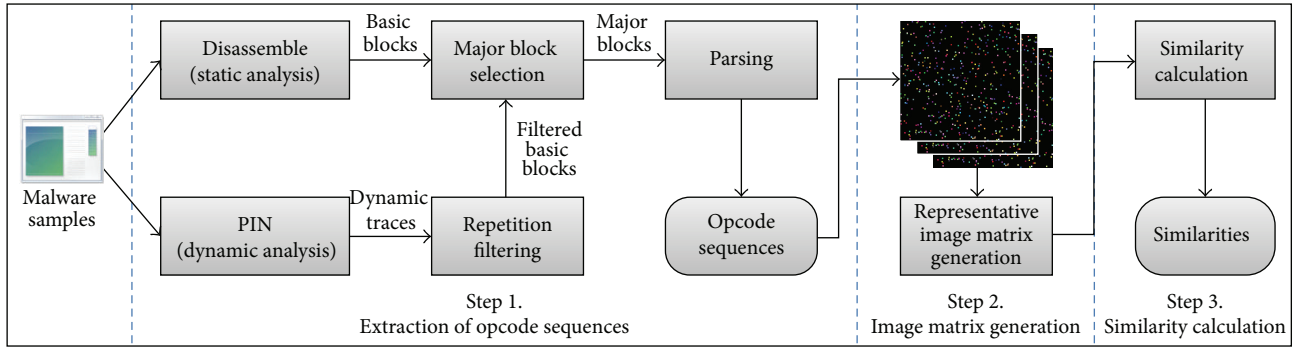 Malware
samples
Disassemble
(static analysis)
Basic
blocks
Major block
selection
Major
blocks
Parsing
Filtered
basic
blocks
PIN
(dynamic analysis)
Dynamic
traces
Repetition
filtering
Opcode
sequences
Step 1.
Extraction of opcode sequences
Representative
image matrix
generation
Step 2.
Image matrix generation
Similarity
calculation
Similarities
Step 3.
Similarity calculation